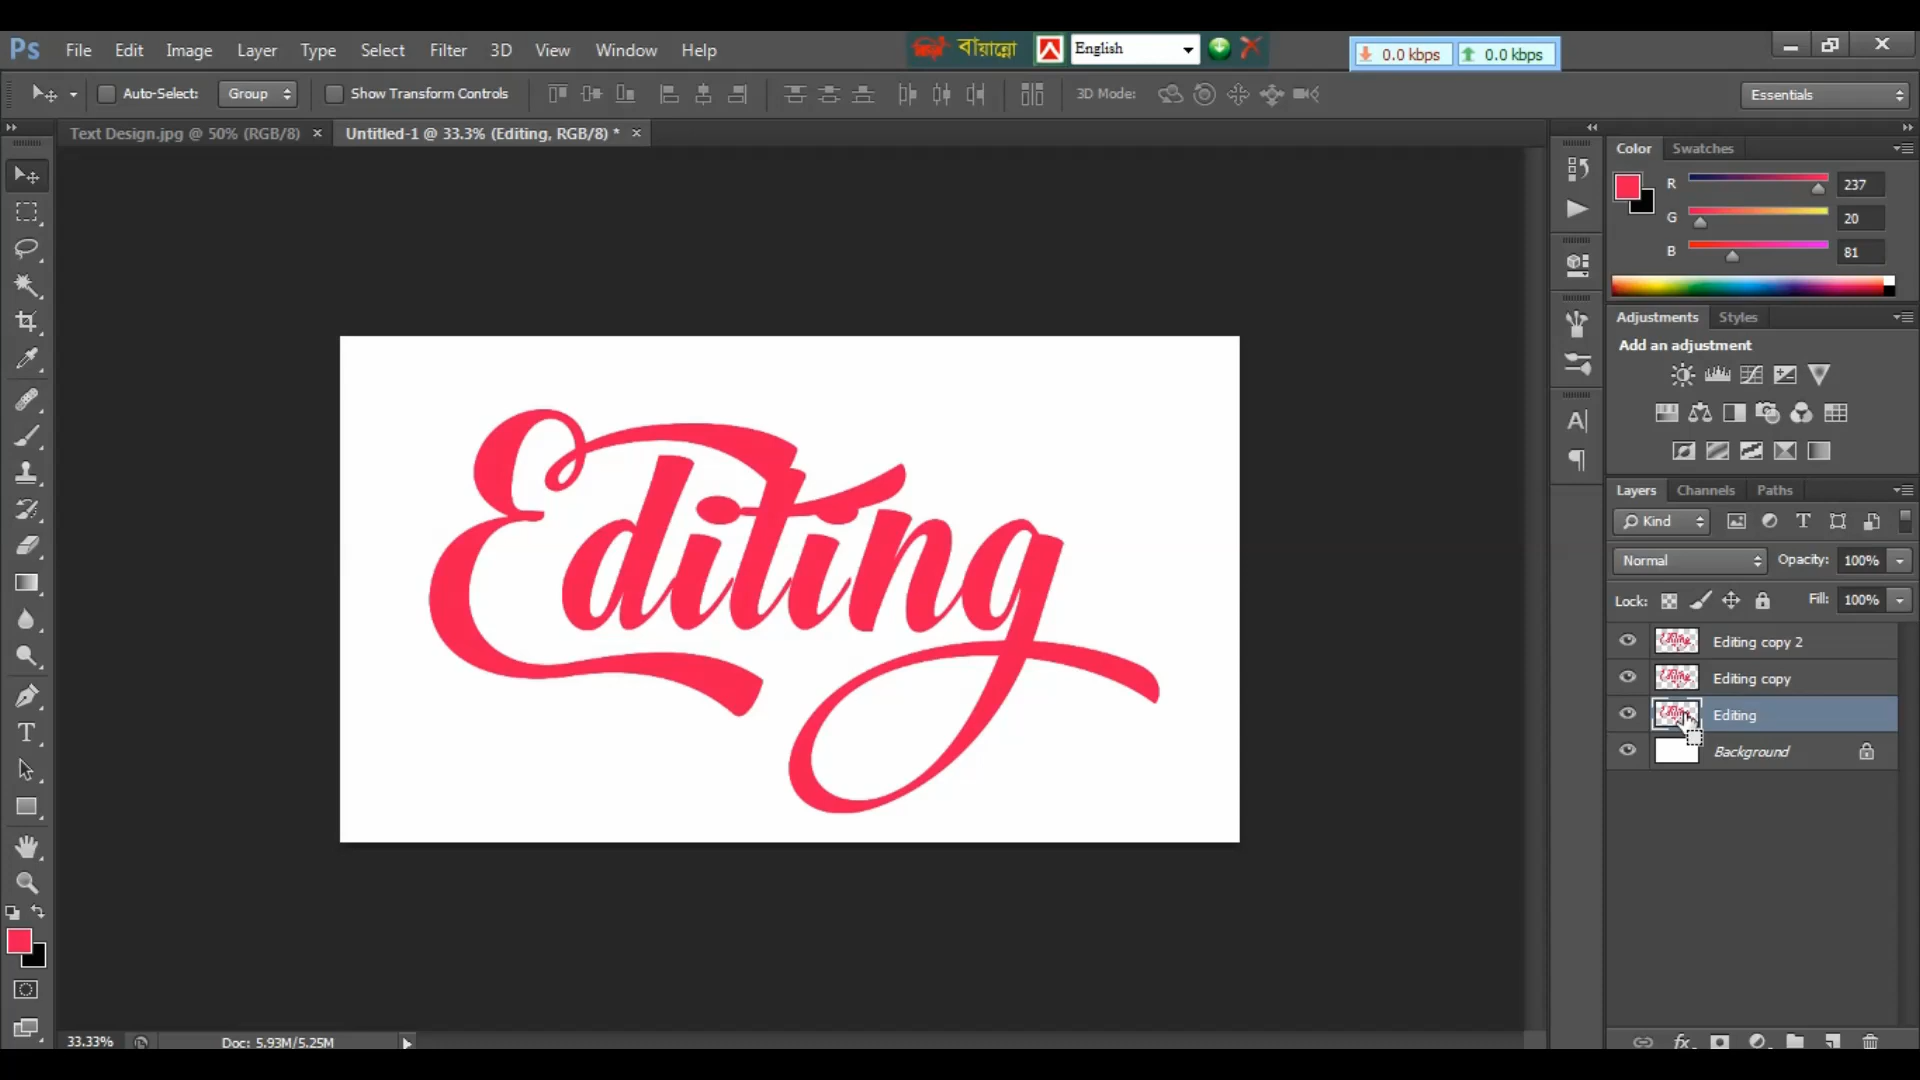 Ps File Edit Image Layer Type Select Filter 3D View Window Help
বায়ান্নো English 0.0 kbps 0.0 kbps
Auto-Select: Group Show Transform Controls 3D Mode: Essentials
Text Design.jpg @ 50% (RGB/8) × Untitled-1 @ 33.3% (Editing, RGB/8) * ×
Color Swatches
R 237
G 20
B 81
Adjustments Styles
Add an adjustment
Editing
Layers Channels Paths
Kind
Normal Opacity: 100%
Lock: Fill: 100%
Editing copy 2
Editing copy
Editing
Background
33.33% Doc: 5.93M/5.25M